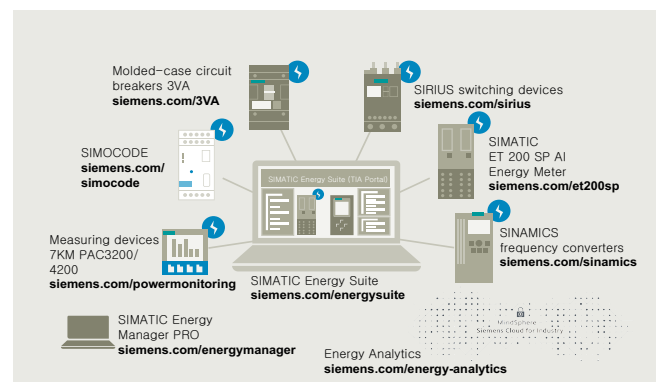 Molded-case circuit
breakers 3VA
siemens.com/3VA
SIRIUS switching devices
siemens.com/sirius
SIMOCODE
siemens.com/
simocode
SIMATIC
ET 200 SP AI
Energy Meter
siemens.com/et200sp
SIMATIC Energy Suite (TIA Portal)
Measuring devices
7KM PAC3200/
4200
siemens.com/powermonitoring
SINAMICS
frequency converters
siemens.com/sinamics
SIMATIC Energy Suite
siemens.com/energysuite
SIMATIC Energy
Manager PRO
siemens.com/energymanager
MindSphere
Siemens Cloud for Industry
Energy Analytics
siemens.com/energy-analytics